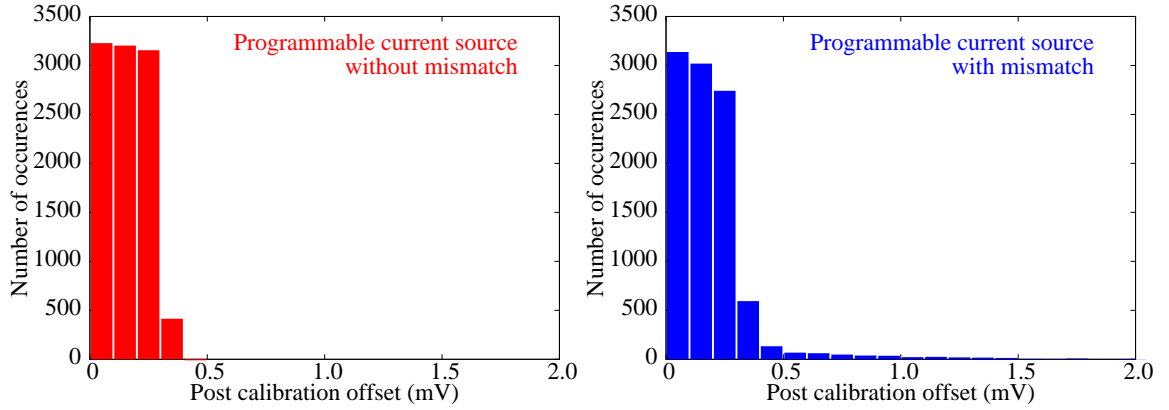 3500
3000
2500
2000
1500
1000
500
0
Number of occurences
Programmable current source
without mismatch
0 0.5 1.0 1.5 2.0
Post calibration offset (mV)
3500
3000
2500
2000
1500
1000
500
0
Number of occurences
Programmable current source
with mismatch
0 0.5 1.0 1.5 2.0
Post calibration offset (mV)